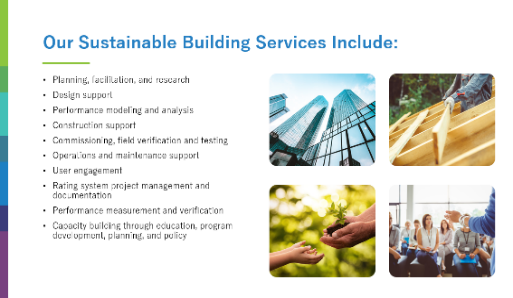 Our Sustainable Building Services Include:
• Planning, facilitation, and research
• Design support
• Performance modeling and analysis
• Construction support
• Commissioning, field verification and testing
• Operations and maintenance support
• User engagement
• Rating system project management and
documentation
• Performance measurement and verification
• Capacity building through education, program
development, planning, and policy